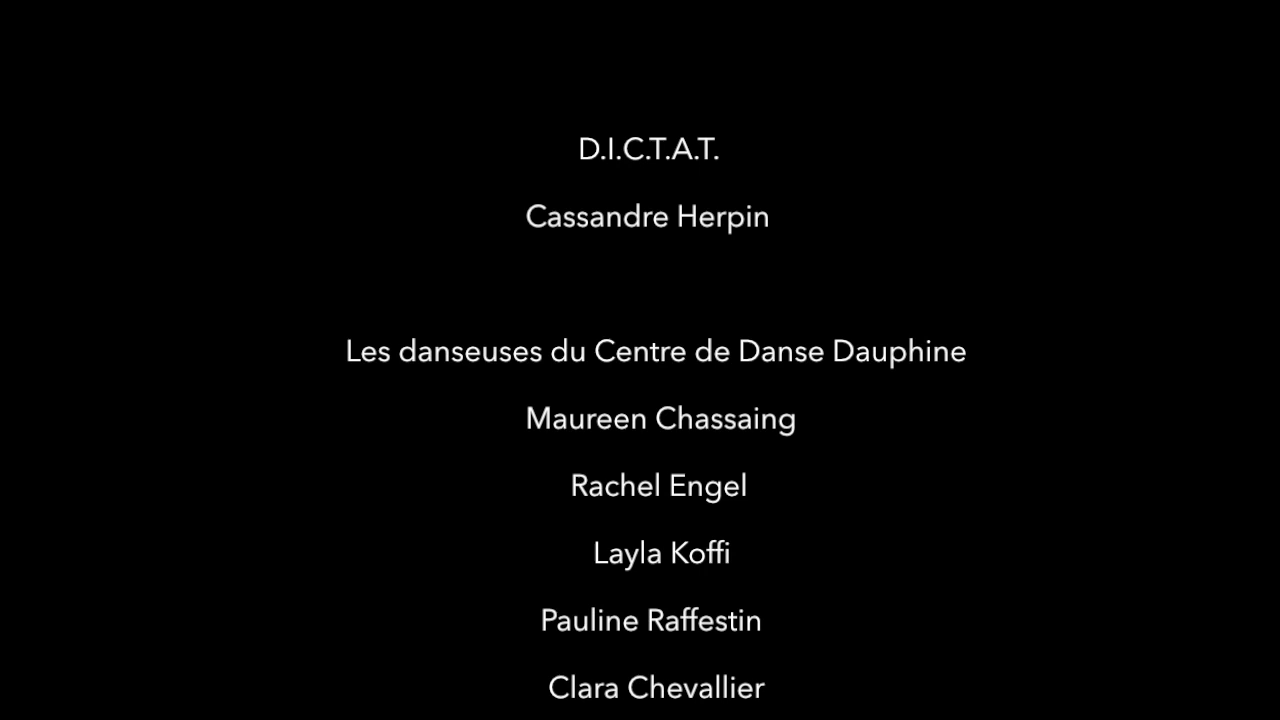 D.I.C.T.A.T.
Cassandre Herpin
Les danseuses du Centre de Danse Dauphine
Maureen Chassaing
Rachel Engel
Layla Koffi
Pauline Raffestin
Clara Chevallier